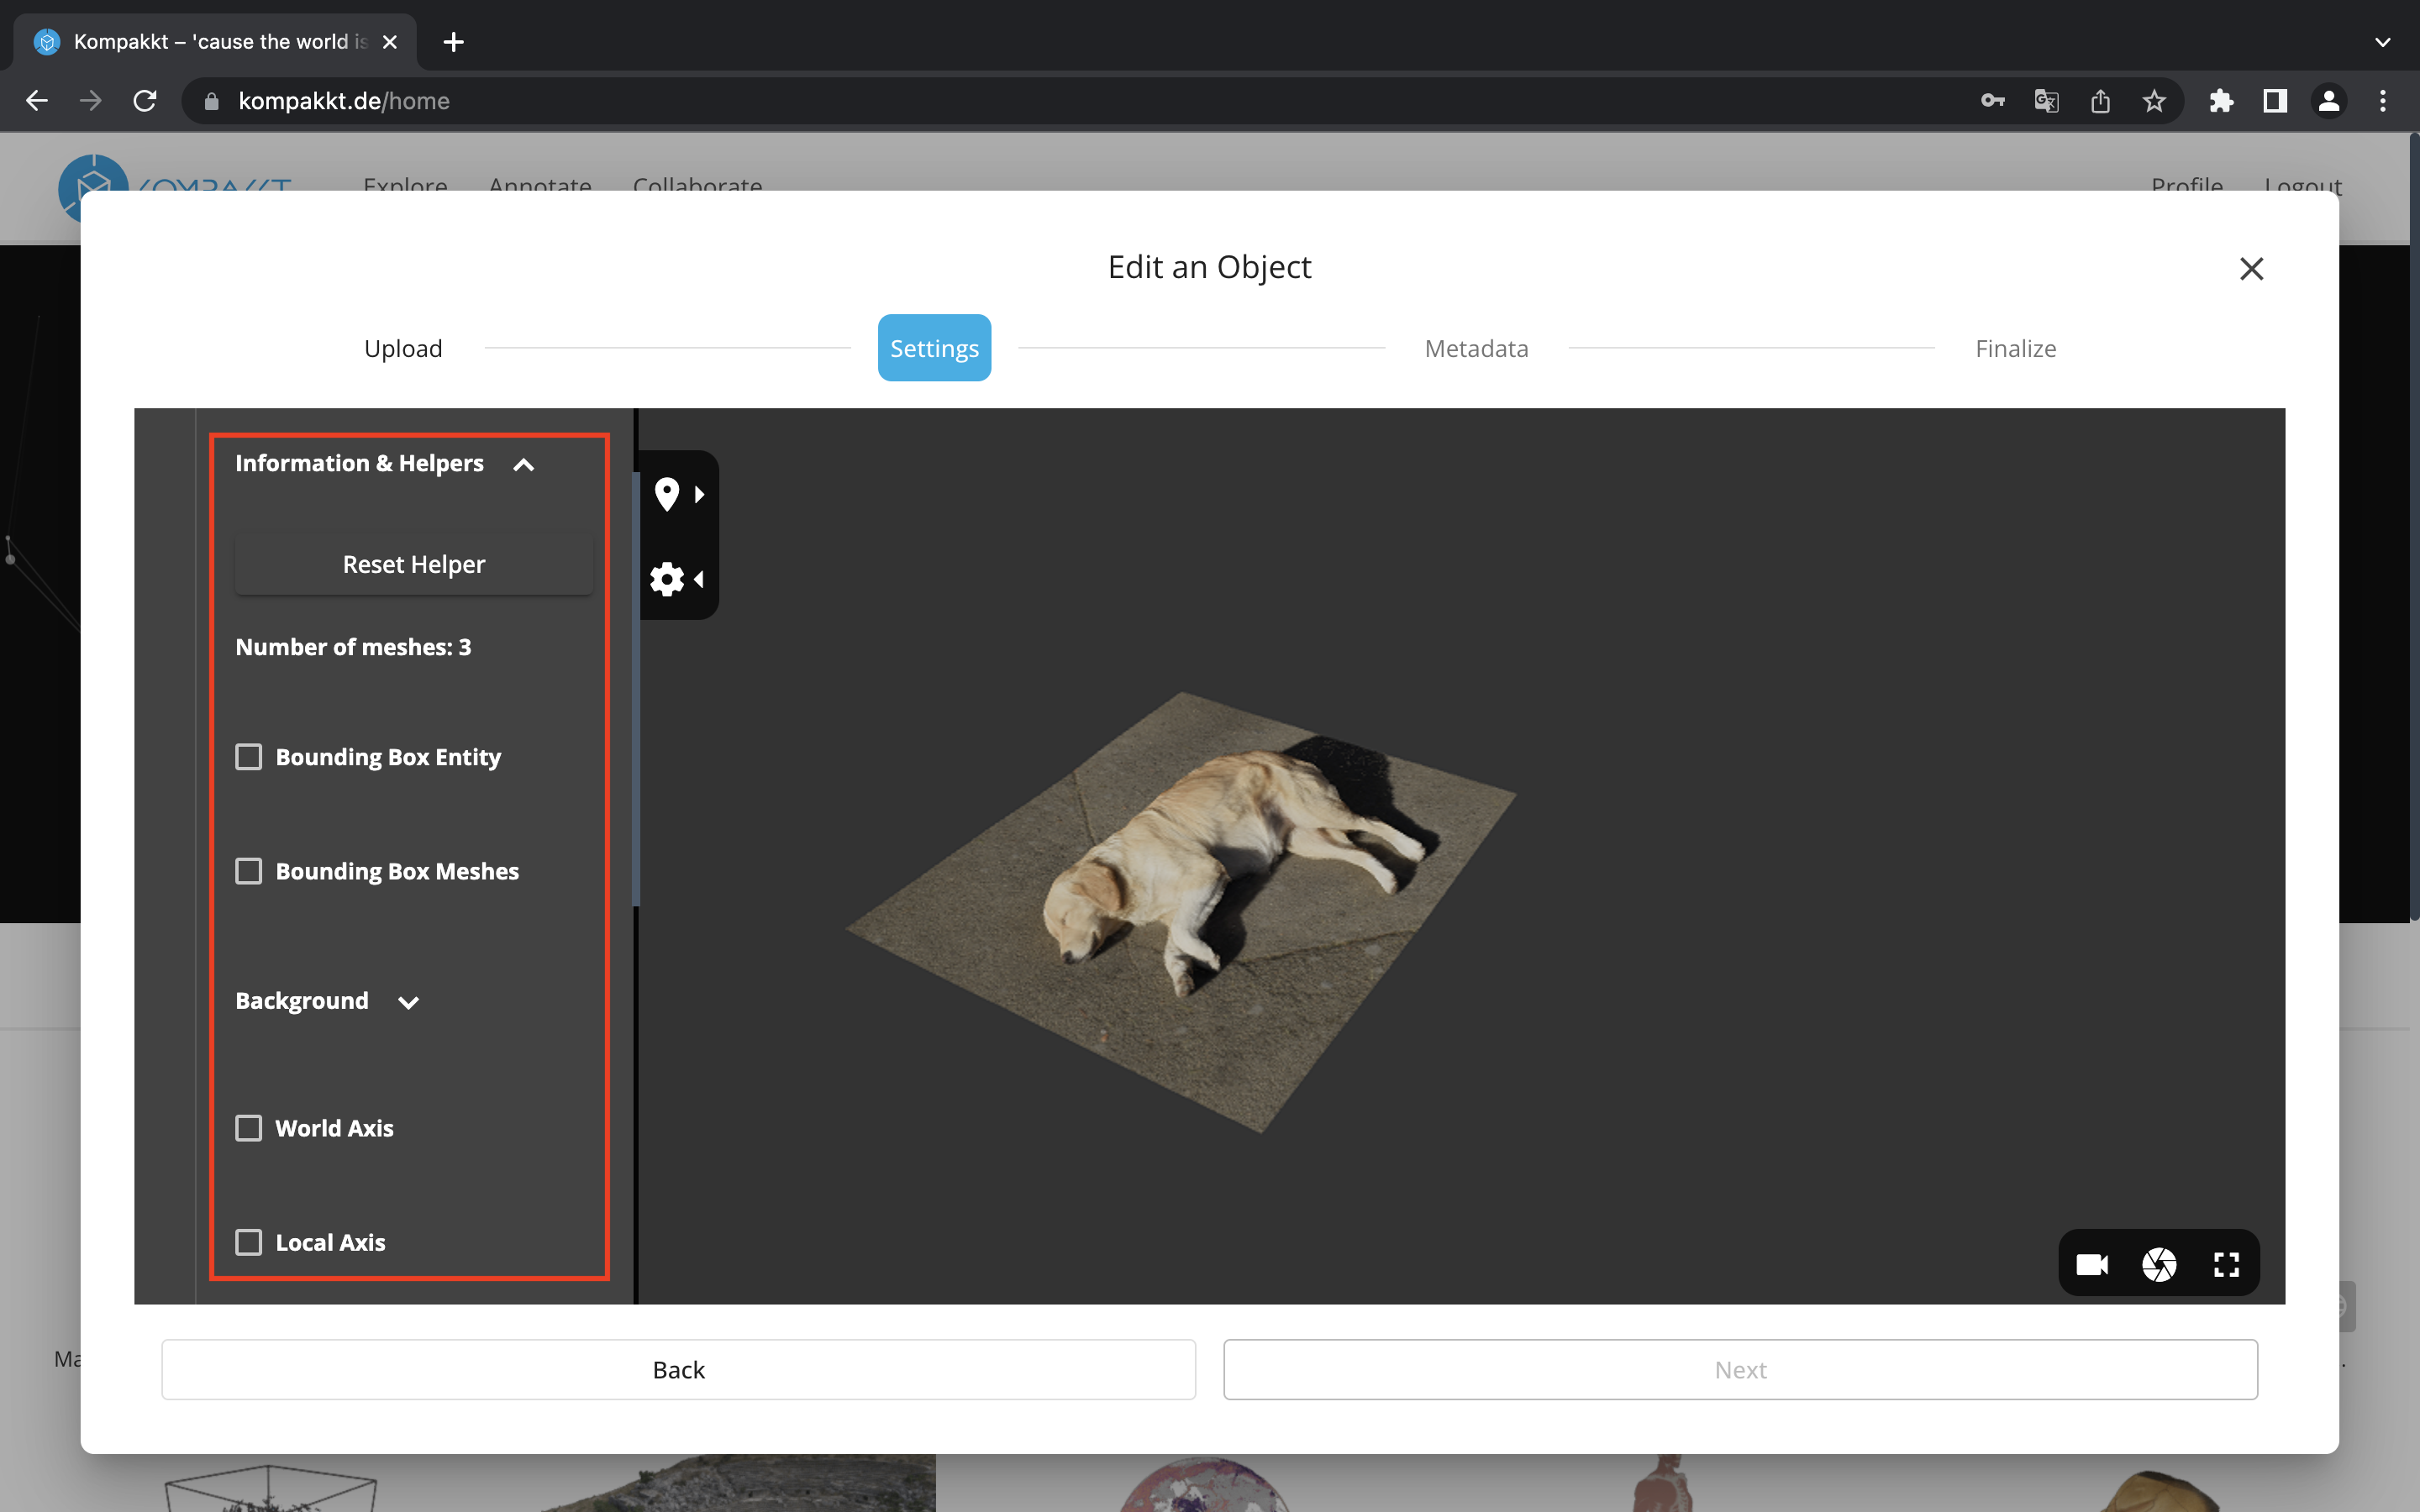 Kompakkt – 'cause the world is
kompakkt.de/home
KOMPAKKT
Explore
Annotate
Collaborate
Profile
Logout
Edit an Object
Upload
Settings
Metadata
Finalize
Information & Helpers
Reset Helper
Number of meshes: 3
Bounding Box Entity
Bounding Box Meshes
Background
World Axis
Local Axis
Back
Next
Ma